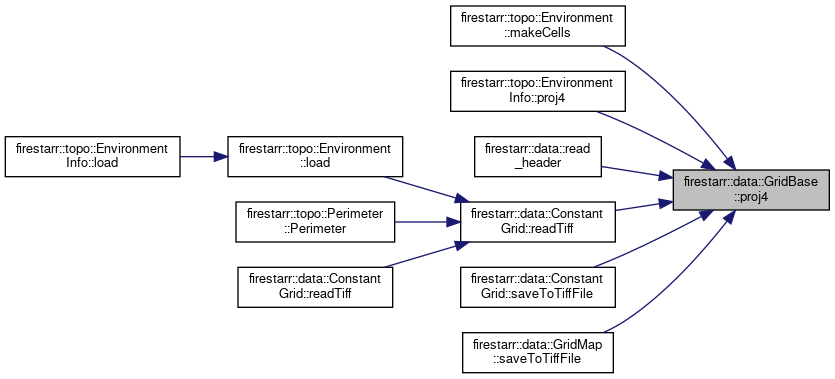 firestarr::topo::Environment
::makeCells
firestarr::topo::Environment
Info::proj4
firestarr::data::read
_header
firestarr::topo::Environment
Info::load
firestarr::topo::Environment
::load
firestarr::data::GridBase
::proj4
firestarr::topo::Perimeter
::Perimeter
firestarr::data::Constant
Grid::readTiff
firestarr::data::Constant
Grid::readTiff
firestarr::data::Constant
Grid::saveToTiffFile
firestarr::data::GridMap
::saveToTiffFile